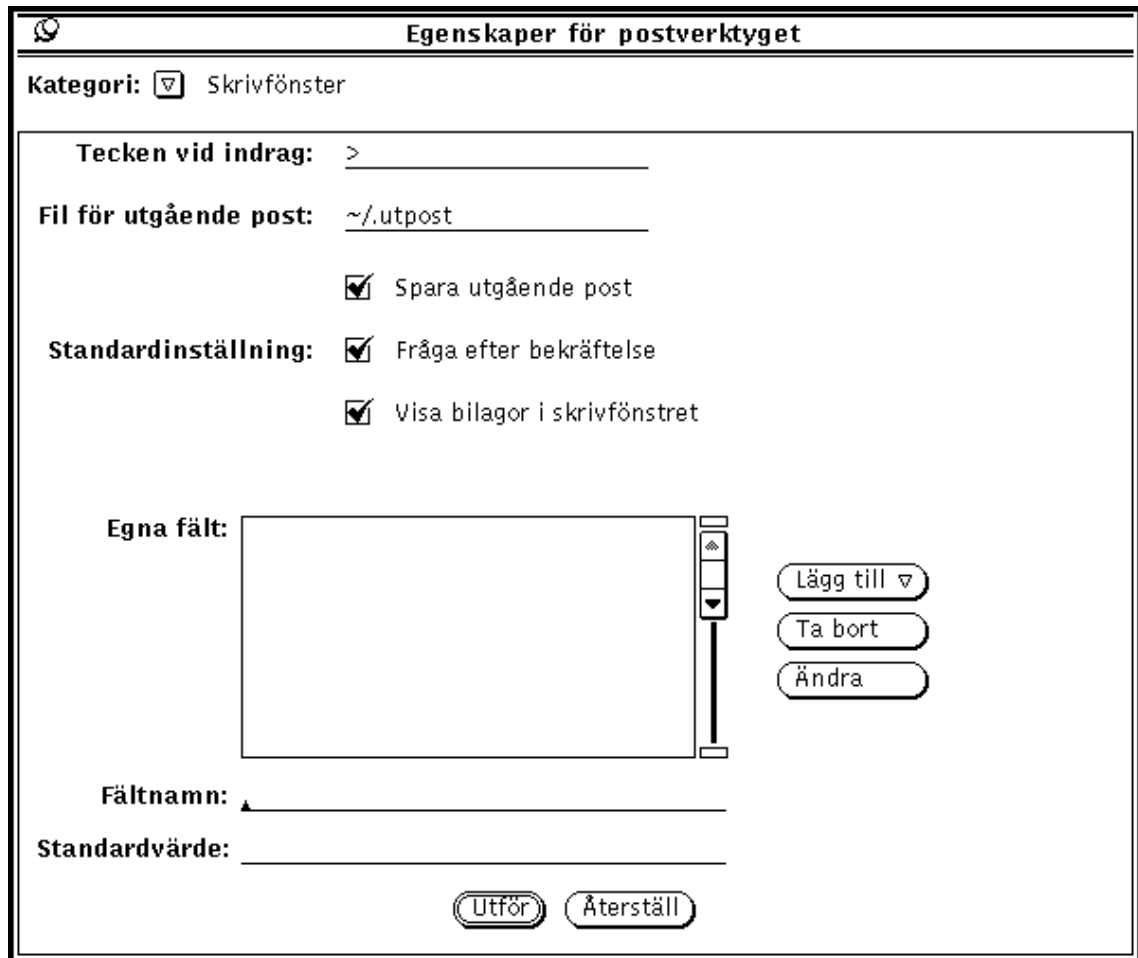 Egenskaper för postverktyget
Kategori: Skrivfönster
Tecken vid indrag: >
Fil för utgående post: ~/.utpost
Spara utgående post
Standardinställning: Fråga efter bekräftelse
Visa bilagor i skrivfönstret
Egna fält:
Lägg till
Ta bort
Ändra
Fältnamn:
Standardvärde:
Utför Återställ